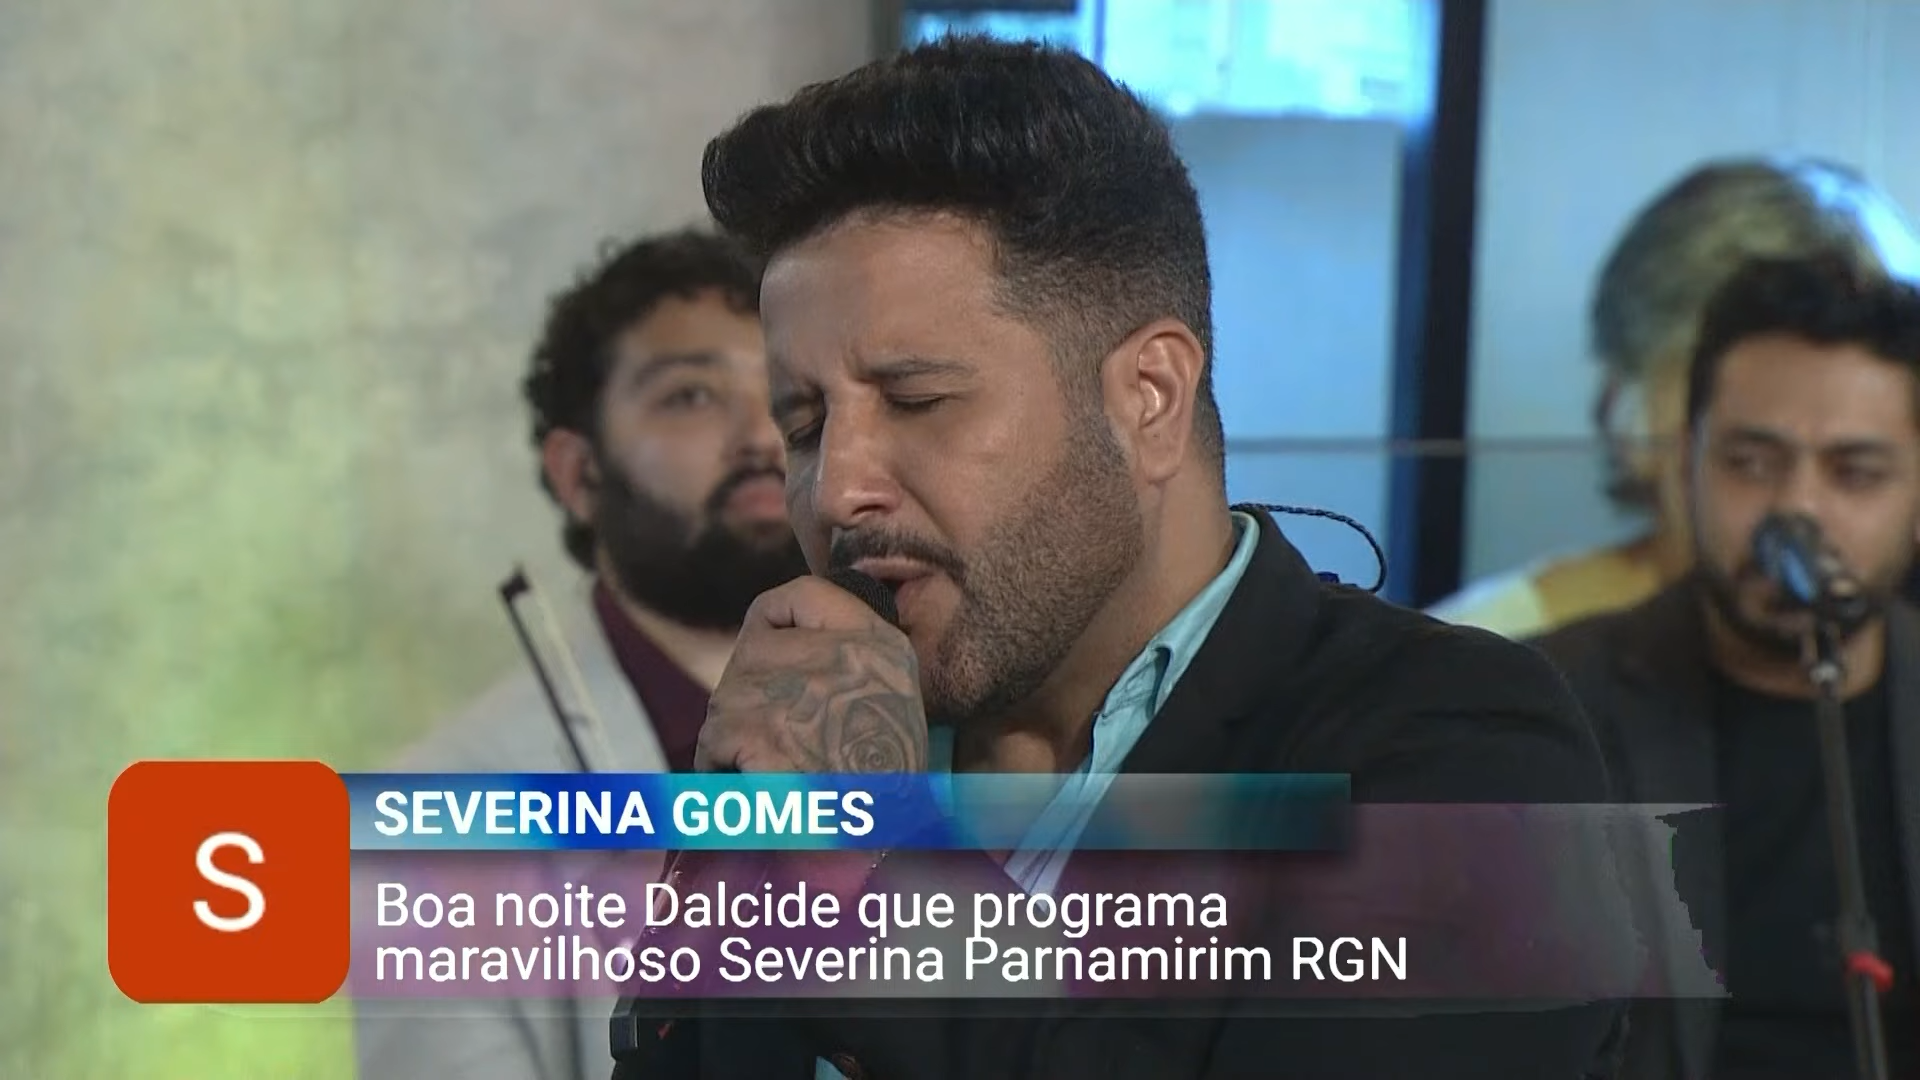 S
SEVERINA GOMES
Boa noite Dalcide que programa
maravilhoso Severina Parnamirim RGN